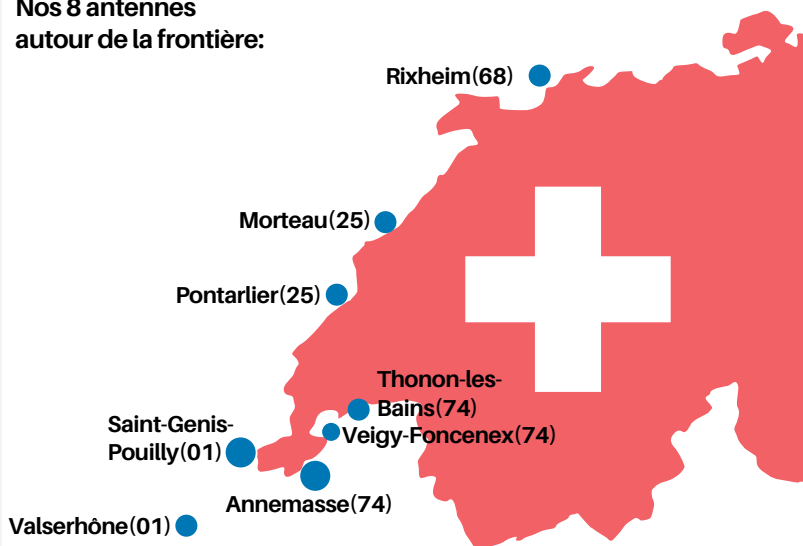 Nos 8 antennes
autour de la frontière:
Rixheim(68)
Morteau(25)
Pontarlier(25)
Thonon-les-
Bains(74)
Saint-Genis-
Pouilly(01)
Veigy-Foncenex(74)
Annemasse(74)
Valserhône(01)